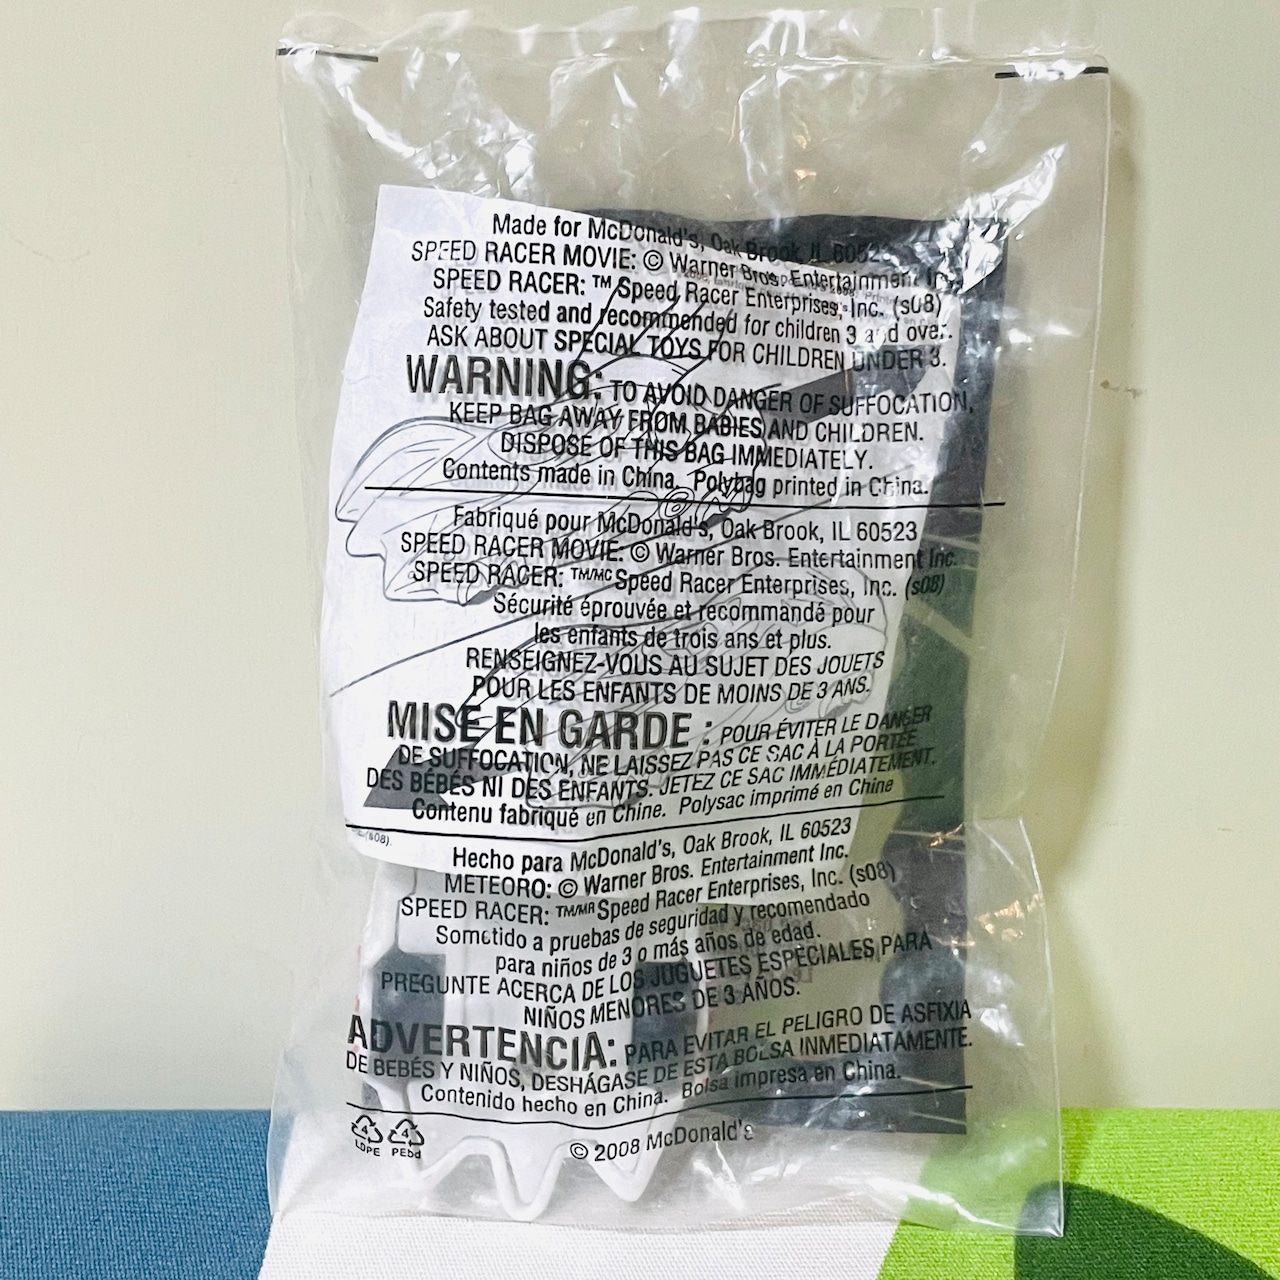 Made for McDonald's, Oak Brook, IL 60523
SPEED RACER MOVIE: © Warner Bros. Entertainment Inc.
SPEED RACER: ™ Speed Racer Enterprises, Inc. (s08)
Safety tested and recommended for children 3 and over.
ASK ABOUT SPECIAL TOYS FOR CHILDREN UNDER 3.
WARNING: TO AVOID DANGER OF SUFFOCATION,
KEEP BAG AWAY FROM BABIES AND CHILDREN.
DISPOSE OF THIS BAG IMMEDIATELY.
Contents made in China. Polybag printed in China.
Fabriqué pour McDonald's, Oak Brook, IL 60523
SPEED RACER MOVIE: © Warner Bros. Entertainment Inc.
SPEED RACER: TM/MC Speed Racer Enterprises, Inc. (s08)
Sécurité éprouvée et recommandé pour
les enfants de trois ans et plus.
RENSEIGNEZ-VOUS AU SUJET DES JOUETS
POUR LES ENFANTS DE MOINS DE 3 ANS.
MISE EN GARDE : POUR ÉVITER LE DANGER
DE SUFFOCATION, NE LAISSEZ PAS CE SAC À LA PORTÉE
DES BÉBÉS NI DES ENFANTS. JETEZ CE SAC IMMÉDIATEMENT.
Contenu fabriqué en Chine. Polysac imprimé en Chine
(s08).
Hecho para McDonald's, Oak Brook, IL 60523
METEORO: © Warner Bros. Entertainment Inc.
SPEED RACER: TM/MR Speed Racer Enterprises, Inc. (s08)
Sometido a pruebas de seguridad y recomendado
para niños de 3 o más años de edad.
PREGUNTE ACERCA DE LOS JUGUETES ESPECIALES PARA
NIÑOS MENORES DE 3 AÑOS.
ADVERTENCIA: PARA EVITAR EL PELIGRO DE ASFIXIA
DE BEBÉS Y NIÑOS, DESHÁGASE DE ESTA BOLSA INMEDIATAMENTE.
Contenido hecho en China. Bolsa impresa en China.
4 4
LDPE PEbd
© 2008 McDonald's